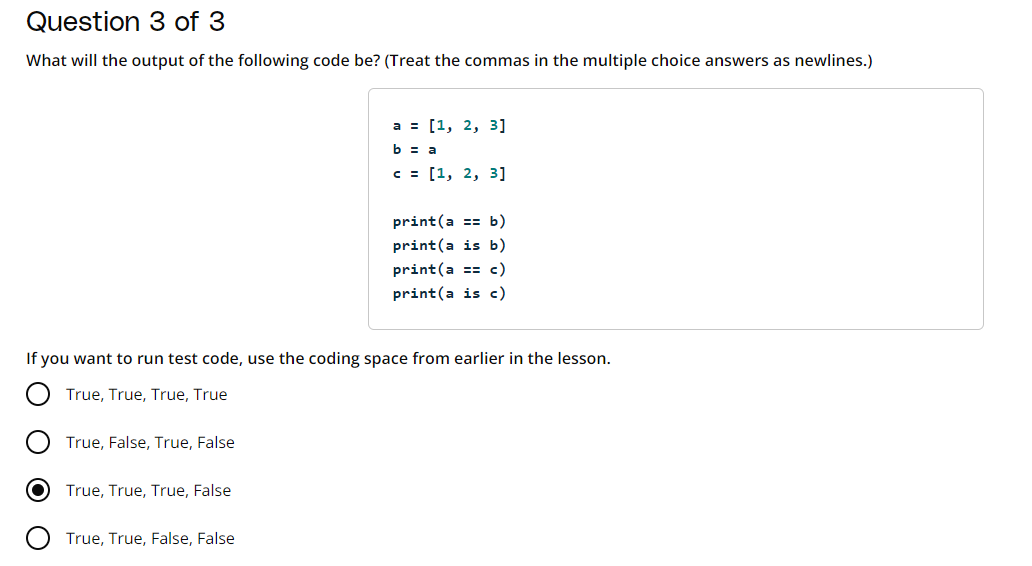 Question 3 of 3
What will the output of the following code be? (Treat the commas in the multiple choice answers as newlines.)
a = [1, 2, 3]
b = a
c = [1, 2, 3]
print(a == b)
print(a is b)
print(a == c)
print(a is c)
If you want to run test code, use the coding space from earlier in the lesson.
True, True, True, True
True, False, True, False
True, True, True, False
True, True, False, False